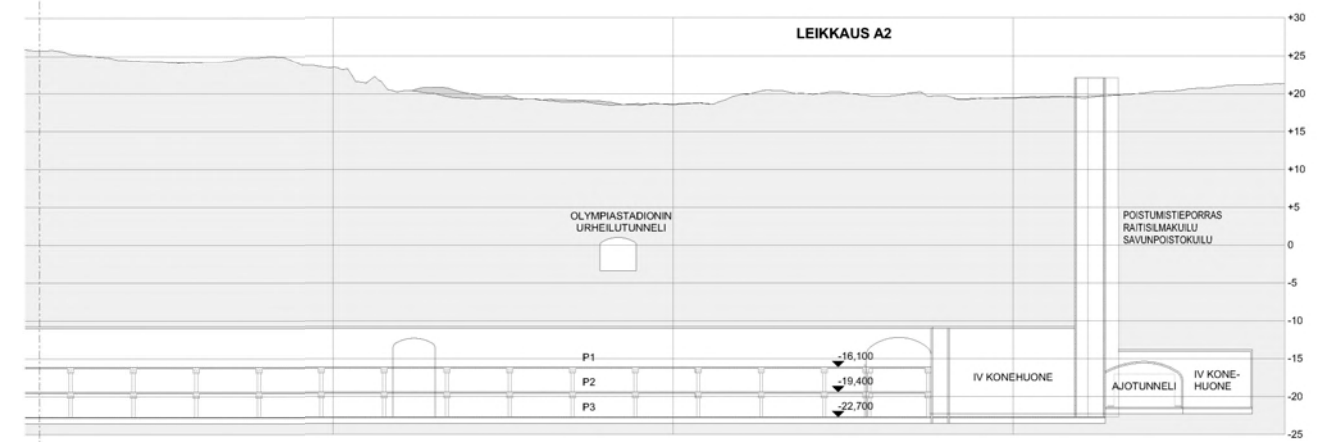 LEIKKAUS A2
+30
+25
+20
+15
+10
+5
0
-5
-10
-15
-20
-25
OLYMPIASTADIONIN
URHEILUTUNNELI
POISTUMISTIEPORRAS
RAITISILMAKUILU
SAVUNPOISTOKUILU
P1
-16,100
P2
-19,400
P3
-22,700
IV KONEHUONE
AJOTUNNELI
IV KONE-
HUONE